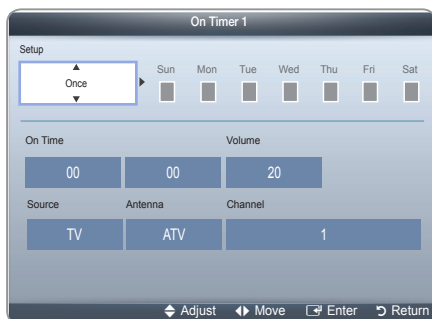 On Timer 1
Setup
Once
Sun Mon Tue Wed Thu Fri Sat
On Time Volume
00 00 20
Source Antenna Channel
TV ATV 1
Adjust Move Enter Return